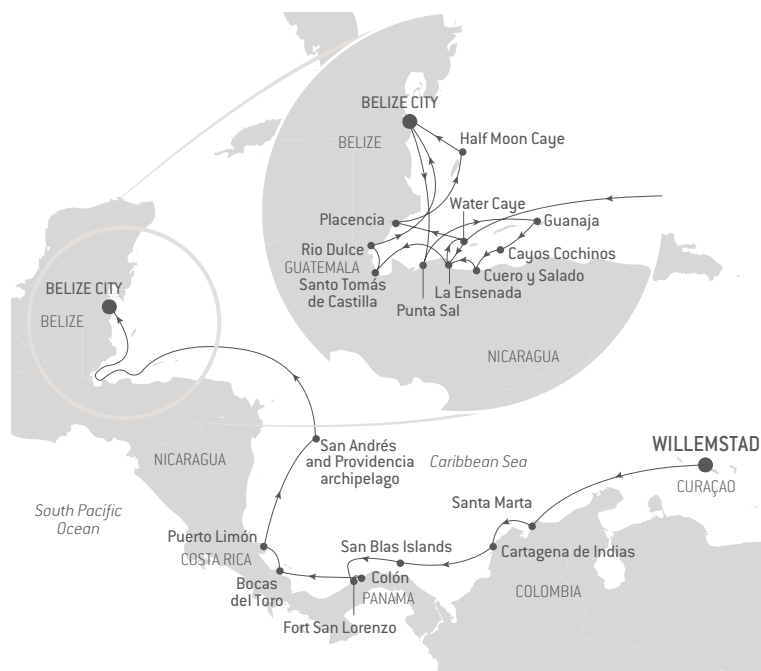 BELIZE CITY
Half Moon Caye
BELIZE
Water Caye
Placencia
Guanaja
Rio Dulce
Cayos Cochinos
GUATEMALA
Cuero y Salado
Santo Tomás
de Castilla
La Ensenada
Punta Sal
NICARAGUA
BELIZE CITY
BELIZE
San Andrés
and Providencia
archipelago
NICARAGUA
Caribbean Sea
WILLEMSTAD
CURAÇAO
South Pacific
Ocean
Santa Marta
Puerto Limón
San Blas Islands
Cartagena de Indias
COSTA RICA
Colón
Bocas
del Toro
PANAMA
COLOMBIA
Fort San Lorenzo